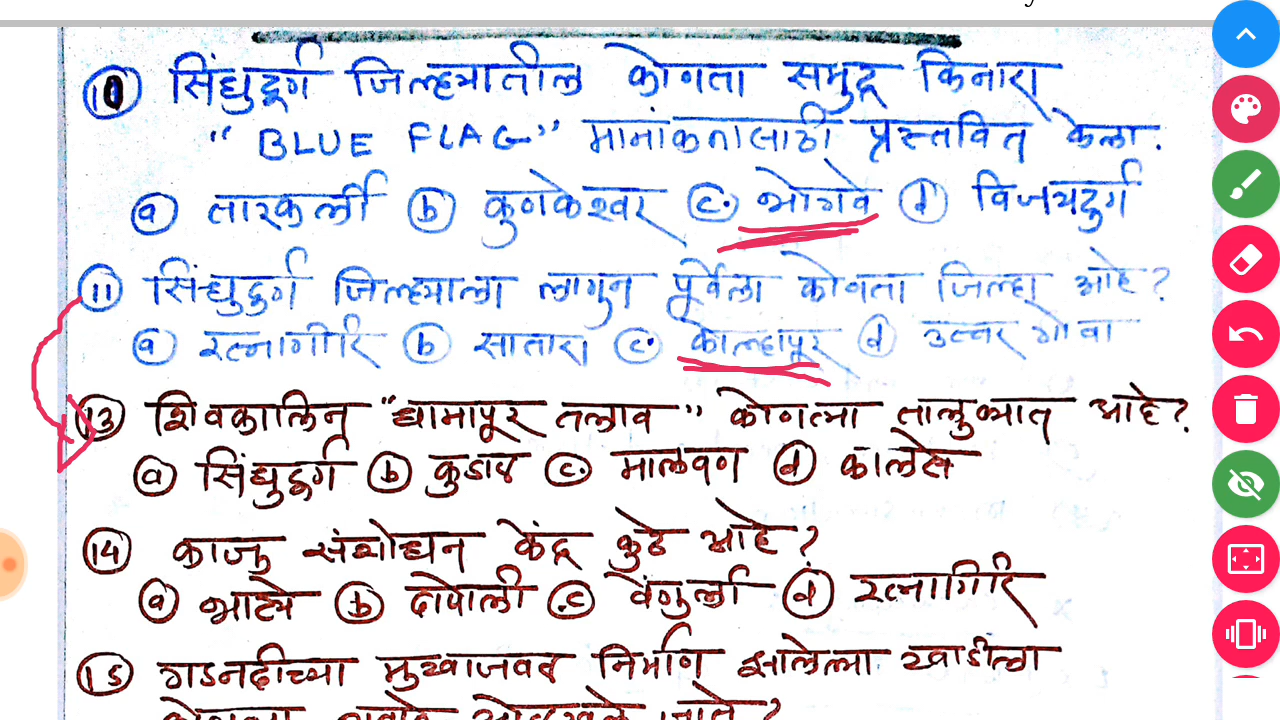 10 सिंधुदूर्ग जिल्ह्यातील कोणता समुद्र किनारा
“BLUE FLAG” मानांकनासाठी प्रस्तवित केला.
a तारकर्ली b कुणकेश्वर c. भोगवे d विजयदुर्ग
11 सिंधुदुर्ग जिल्ह्याला लागुन पूर्वेला कोणता जिल्हा आहे?
a रत्नागीरि b सातारा c. कोल्हापूर d उत्तर गोवा
13 शिवकालिन “धामापूर तलाव” कोणत्या तालुक्यात आहे?
a सिंधुदूर्ग b कुडाळ c. मालवण d कालेस
14 काजु संशोधन केंद्र कुठे आहे?
a भाट्ये b दापोली c वेंगुर्ला d रत्नागिरि
15 गडनदीच्या मुखाजवळ निर्माण झालेल्या खाडीला